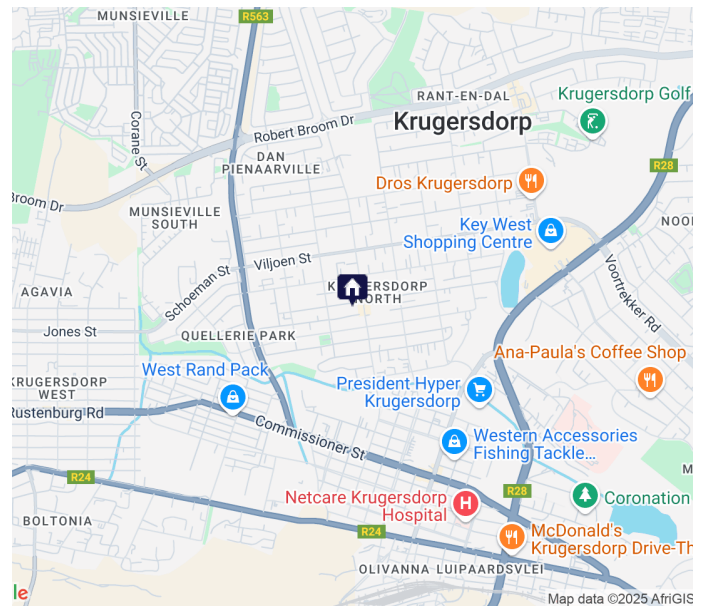 MUNSIEVILLE
R563
RANT-EN-DAL
Krugersdorp Golf
Krugersdorp
Robert Broom Dr
Corane St
DAN
PIENAARVILLE
R28
Dros Krugersdorp
Broom Dr
MUNSIEVILLE
SOUTH
Key West
Shopping Centre
NOO
Viljoen St
Schoeman St
Voortrekker Rd
AGAVIA
KRUGERSDORP
NORTH
Jones St
QUELLERIE PARK
Ana-Paula's Coffee Shop
West Rand Pack
KRUGERSDORP
WEST
President Hyper
Krugersdorp
Rustenburg Rd
Commissioner St
Western Accessories
Fishing Tackle...
R24
M
R28
Netcare Krugersdorp
Hospital
Coronation
BOLTONIA
R24
McDonald's
Krugersdorp Drive-Th
OLIVANNA LUIPAARDSVLEI
le
Map data ©2025 AfriGIS